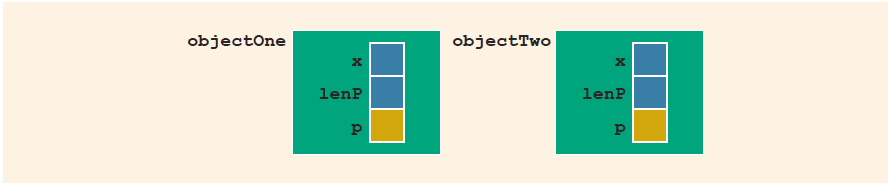 objectOne objectTwo
x x
lenP lenP
p p